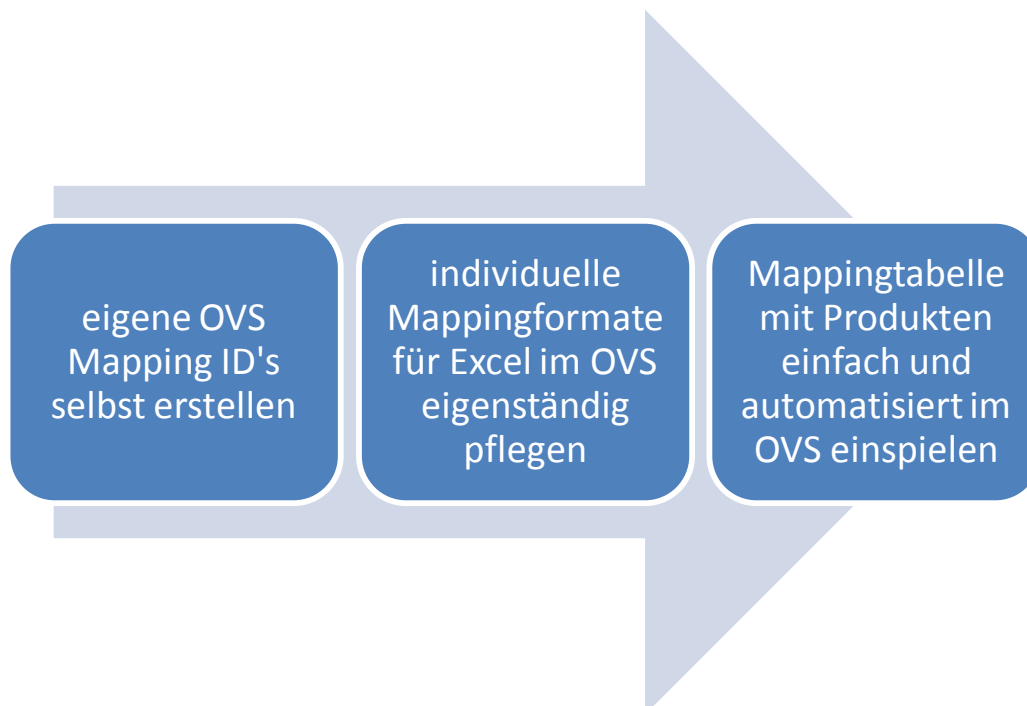 eigene OVS
Mapping ID's
selbst erstellen
individuelle
Mappingformate
für Excel im OVS
eigenständig
pflegen
Mappingtabelle
mit Produkten
einfach und
automatisiert im
OVS einspielen